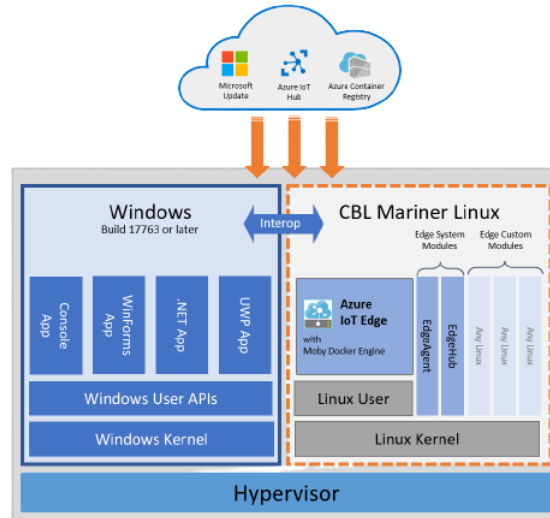 Microsoft
Update
Azure IoT
Hub
Azure Container
Registry
Windows
Build 17763 or later
Interop
CBL Mariner Linux
Edge System
Modules
Edge Custom
Modules
Console
App
WinForms
App
.NET App
UWP App
Azure
IoT Edge
with
Moby Docker Engine
EdgeAgent
EdgeHub
Any Linux
Any Linux
Any Linux
Windows User APIs
Linux User
Windows Kernel
Linux Kernel
Hypervisor